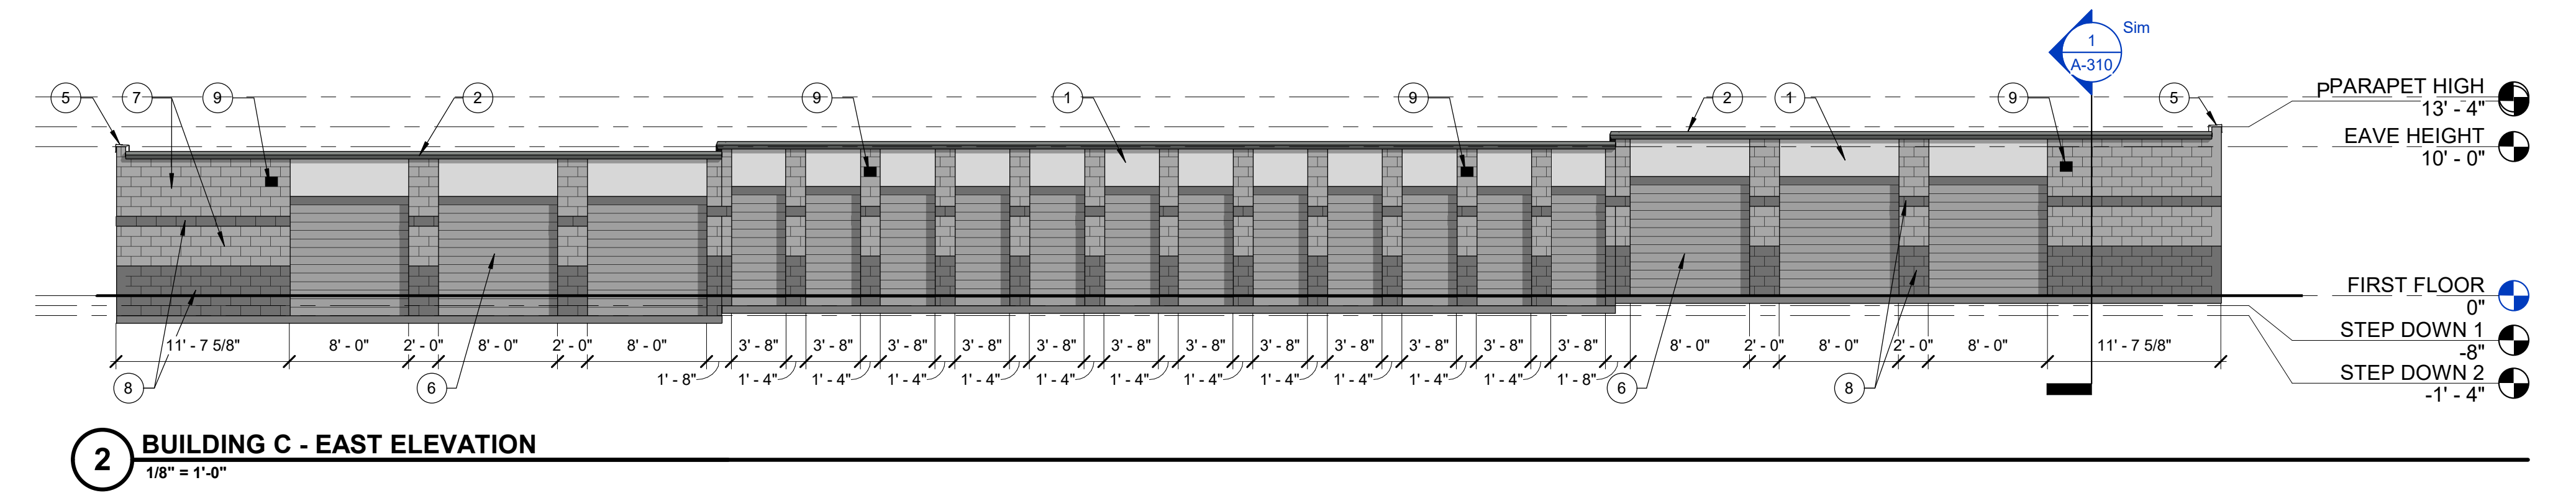 1
Sim
A-310
5
7
9
2
9
1
9
2
1
9
5
PPARAPET HIGH
13' - 4"
EAVE HEIGHT
10' - 0"
FIRST FLOOR
0"
STEP DOWN 1
-8"
STEP DOWN 2
-1' - 4"
11' - 7 5/8" 8' - 0" 2' - 0" 8' - 0" 2' - 0" 8' - 0" 3' - 8" 3' - 8" 3' - 8" 3' - 8" 3' - 8" 3' - 8" 3' - 8" 3' - 8" 3' - 8" 3' - 8" 3' - 8" 3' - 8" 8' - 0" 2' - 0" 8' - 0" 2' - 0" 8' - 0" 11' - 7 5/8"
1' - 8" 1' - 4" 1' - 4" 1' - 4" 1' - 4" 1' - 4" 1' - 4" 1' - 4" 1' - 4" 1' - 4" 1' - 4" 1' - 4" 1' - 8"
8
6
6
8
2
BUILDING C - EAST ELEVATION
1/8" = 1'-0"